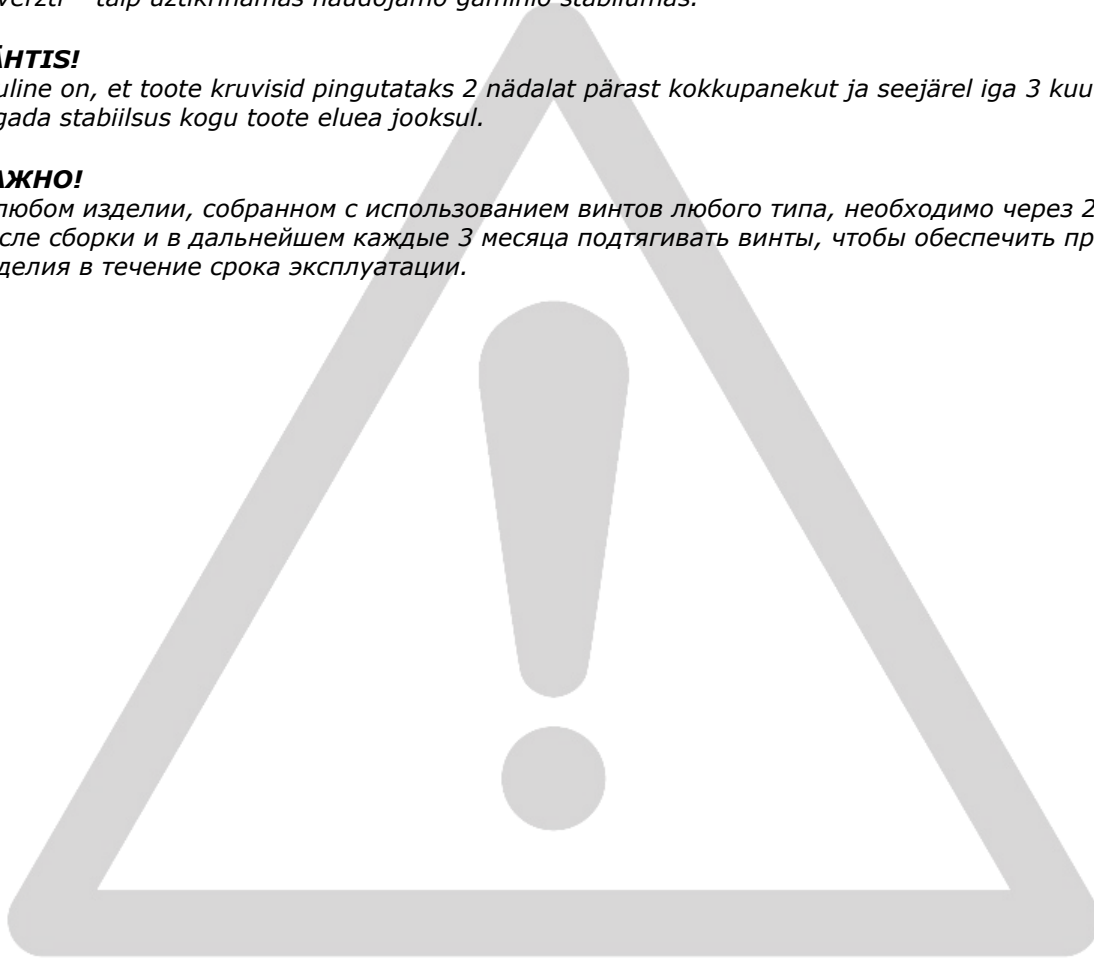 taip užtikrinamas naudojamo gaminio stabilumas.
ÄHTIS!
uline on, et toote kruvisid pingutataks 2 nädalat pärast kokkupanekut ja seejärel iga 3 kuu
gada stabiilsus kogu toote eluea jooksul.
АЖНО!
любом изделии, собранном с использованием винтов любого типа, необходимо через 2
сле сборки и в дальнейшем каждые 3 месяца подтягивать винты, чтобы обеспечить пр
делия в течение срока эксплуатации.